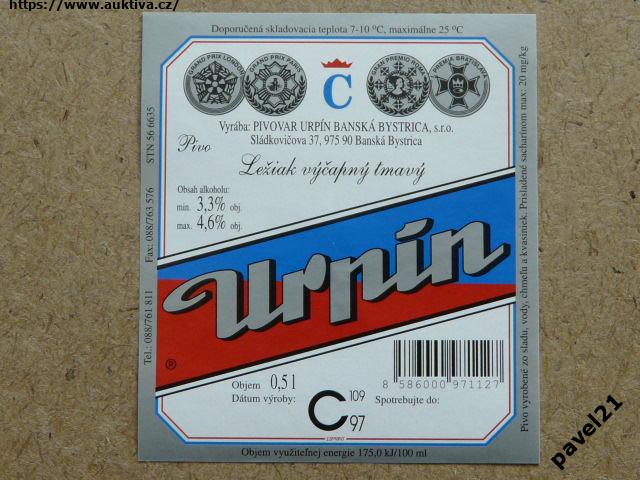 https://www.auktiva.cz/
Doporučená skladovacia teplota 7-10 °C, maximálne 25 °C
GRAND PRIX LONDON
GRAND PRIX PARIS
C
GRAN PREMIO ROMA
PREMIA BRATISLAVA
Vyrába: PIVOVAR URPÍN BANSKÁ BYSTRICA, s.r.o.
Sládkovičova 37, 975 90 Banská Bystrica
Pivo
Ležiak výčapný tmavý
Obsah alkoholu:
min. 3,3% obj.
max. 4,6% obj.
Urpín
®
Objem 0,5 l
Dátum výroby:
C 109
97
Spotrebujte do:
8 586000 971127
Objem využiteľnej energie 175,0 kJ/100 ml
Tel.: 088/761 811 Fax: 088/763 576 STN 56 6635
Pivo vyrobené zo sladu, vody, chmeľu a kvasiniek. Prisladené sacharínom max: 20 mg/kg
pavel21